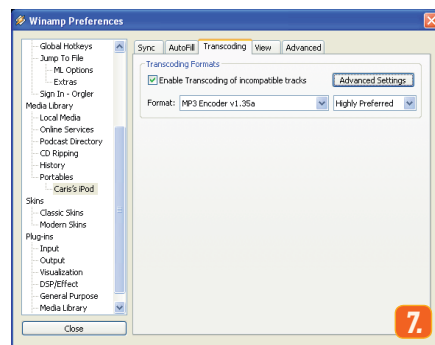 Winamp Preferences
Global Hotkeys
Jump To File
ML Options
Extras
Sign In - Orgler
Media Library
Local Media
Online Services
Podcast Directory
CD Ripping
History
Portables
Caris's iPod
Skins
Classic Skins
Modern Skins
Plug-ins
Input
Output
Visualization
DSP/Effect
General Purpose
Media Library
Close
Sync AutoFill Transcoding View Advanced
Transcoding Formats
Enable Transcoding of incompatible tracks Advanced Settings
Format: MP3 Encoder v1.35a Highly Preferred
7.